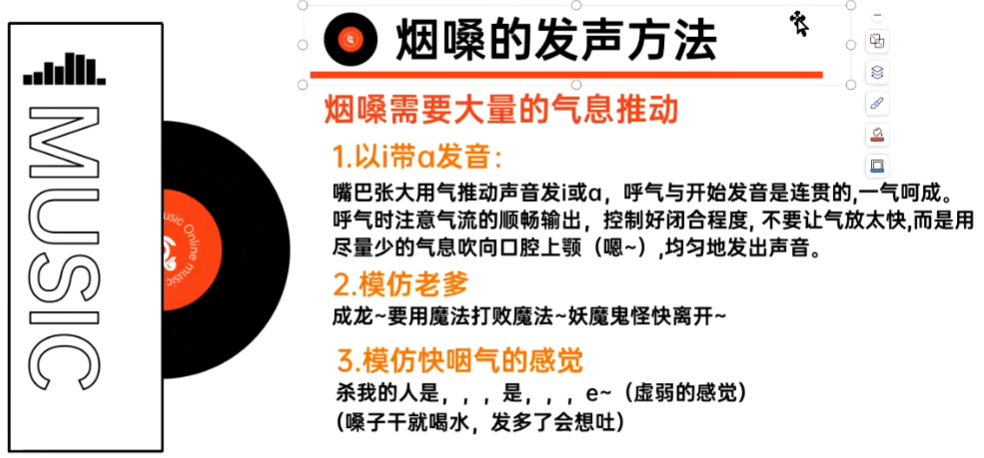 MUSIC
usic Online music
烟嗓的发声方法
烟嗓需要大量的气息推动
1.以i带ɑ发音：
嘴巴张大用气推动声音发i或ɑ，呼气与开始发音是连贯的,一气呵成。
呼气时注意气流的顺畅输出，控制好闭合程度, 不要让气放太快,而是用
尽量少的气息吹向口腔上颚（嗯~）,均匀地发出声音。
2.模仿老爹
成龙~要用魔法打败魔法~妖魔鬼怪快离开~
3.模仿快咽气的感觉
杀我的人是，，，是，，，e~（虚弱的感觉）
（嗓子干就喝水，发多了会想吐）